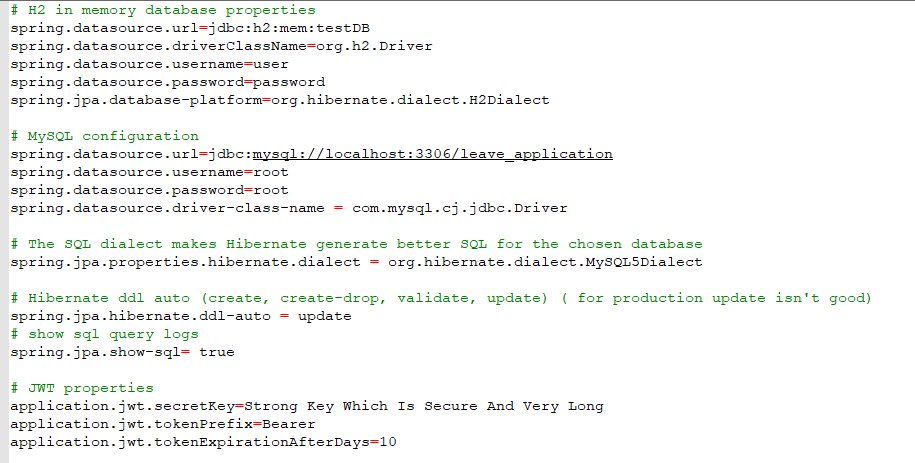 # H2 in memory database properties
spring.datasource.url=jdbc:h2:mem:testDB
spring.datasource.driverClassName=org.h2.Driver
spring.datasource.username=user
spring.datasource.password=password
spring.jpa.database-platform=org.hibernate.dialect.H2Dialect
# MySQL configuration
spring.datasource.url=jdbc:mysql://localhost:3306/leave_application
spring.datasource.username=root
spring.datasource.password=root
spring.datasource.driver-class-name = com.mysql.cj.jdbc.Driver
# The SQL dialect makes Hibernate generate better SQL for the chosen database
spring.jpa.properties.hibernate.dialect = org.hibernate.dialect.MySQL5Dialect
# Hibernate ddl auto (create, create-drop, validate, update) ( for production update isn't good)
spring.jpa.hibernate.ddl-auto = update
# show sql query logs
spring.jpa.show-sql= true
# JWT properties
application.jwt.secretKey=Strong Key Which Is Secure And Very Long
application.jwt.tokenPrefix=Bearer
application.jwt.tokenExpirationAfterDays=10